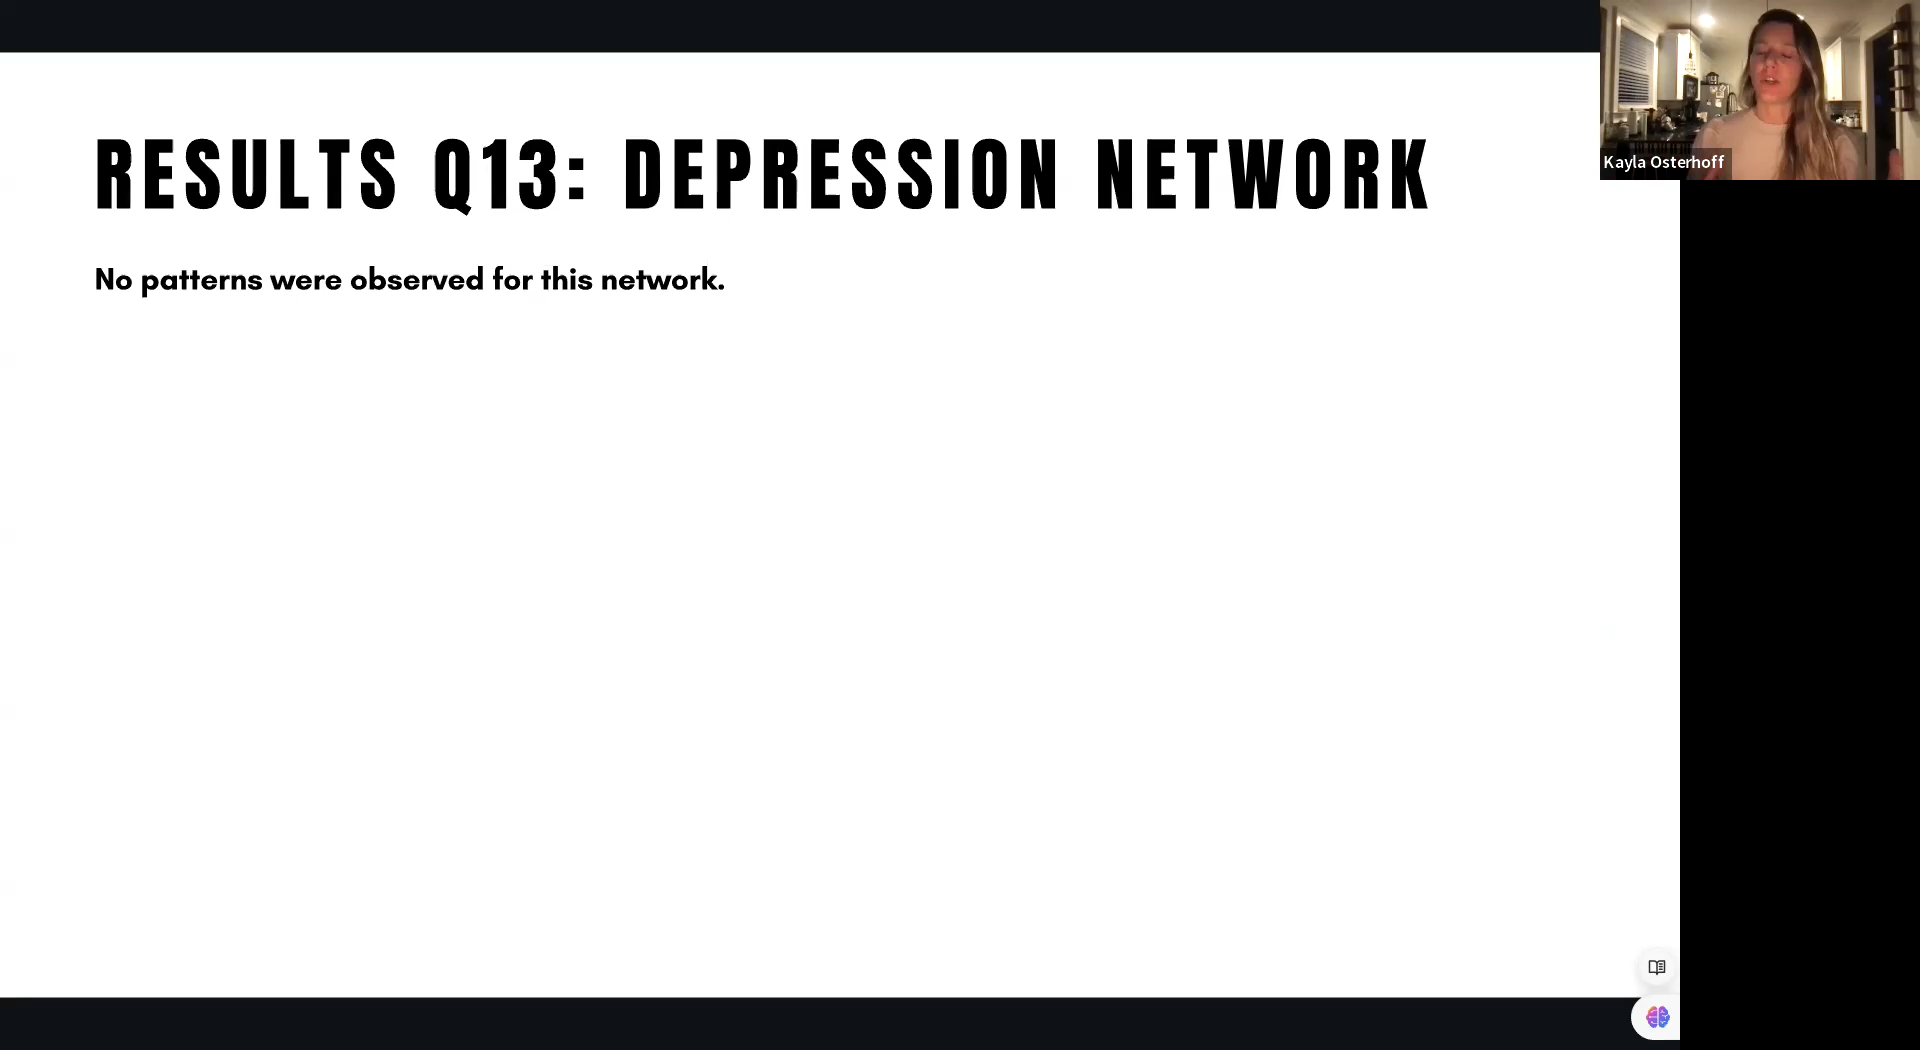 RESULTS Q13: DEPRESSION NETWORK
No patterns were observed for this network.
Kayla Osterhoff